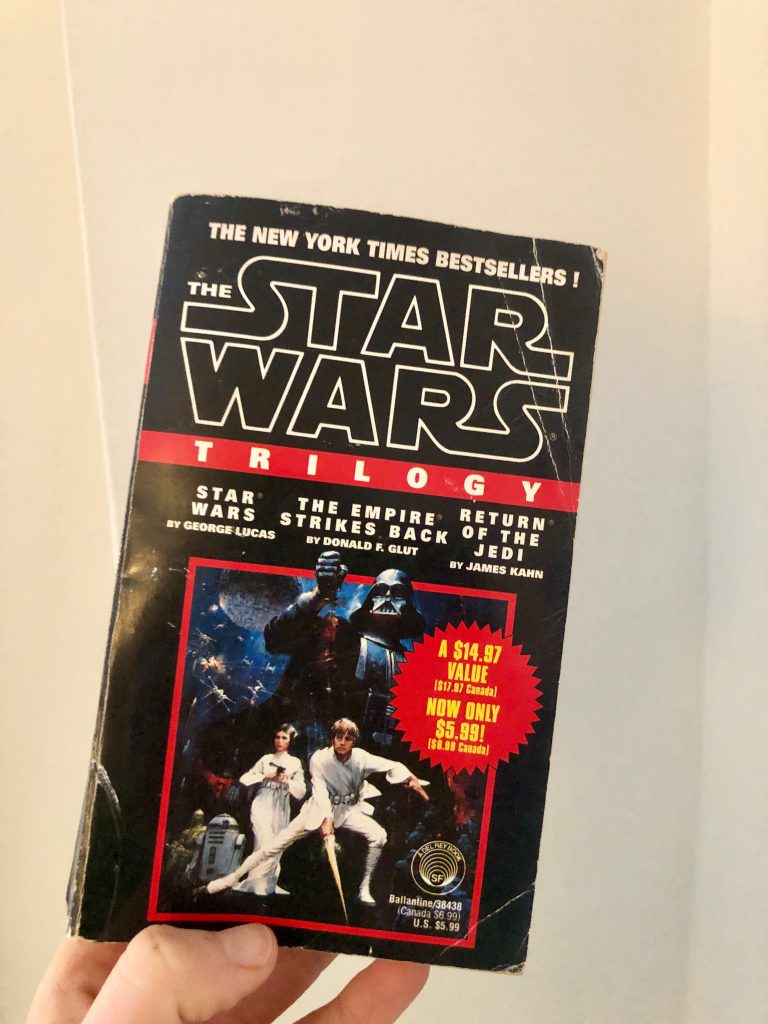 THE NEW YORK TIMES BESTSELLERS!
THE STAR
WARS®
TRILOGY
STAR®
WARS
BY GEORGE LUCAS
THE EMPIRE®
STRIKES BACK
BY DONALD F. GLUT
RETURN®
OF THE
JEDI
BY JAMES KAHN
A $14.97
VALUE
($17.97 Canada)
NOW ONLY
$5.99!
($6.99 Canada)
A DEL REY BOOK
SF
Ballantine/38438
(Canada $6.99)
U.S. $5.99